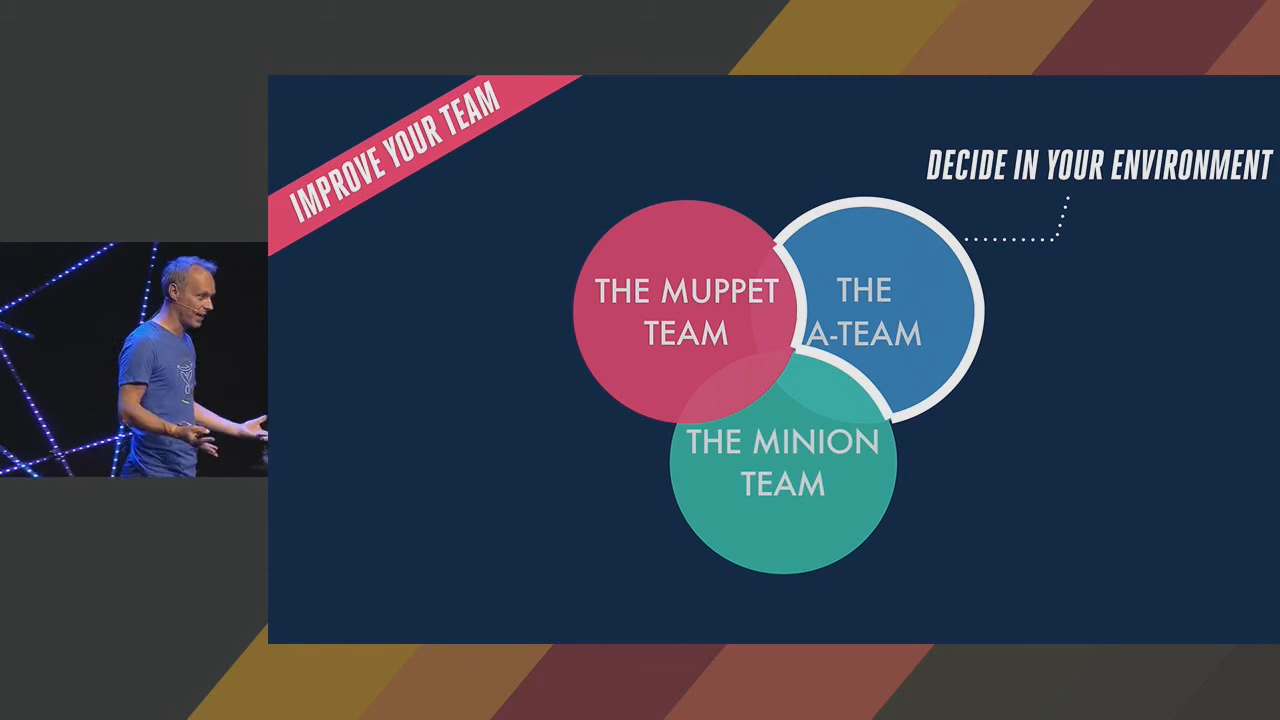 IMPROVE YOUR TEAM
DECIDE IN YOUR ENVIRONMENT
THE MUPPET
TEAM
THE
A-TEAM
THE MINION
TEAM